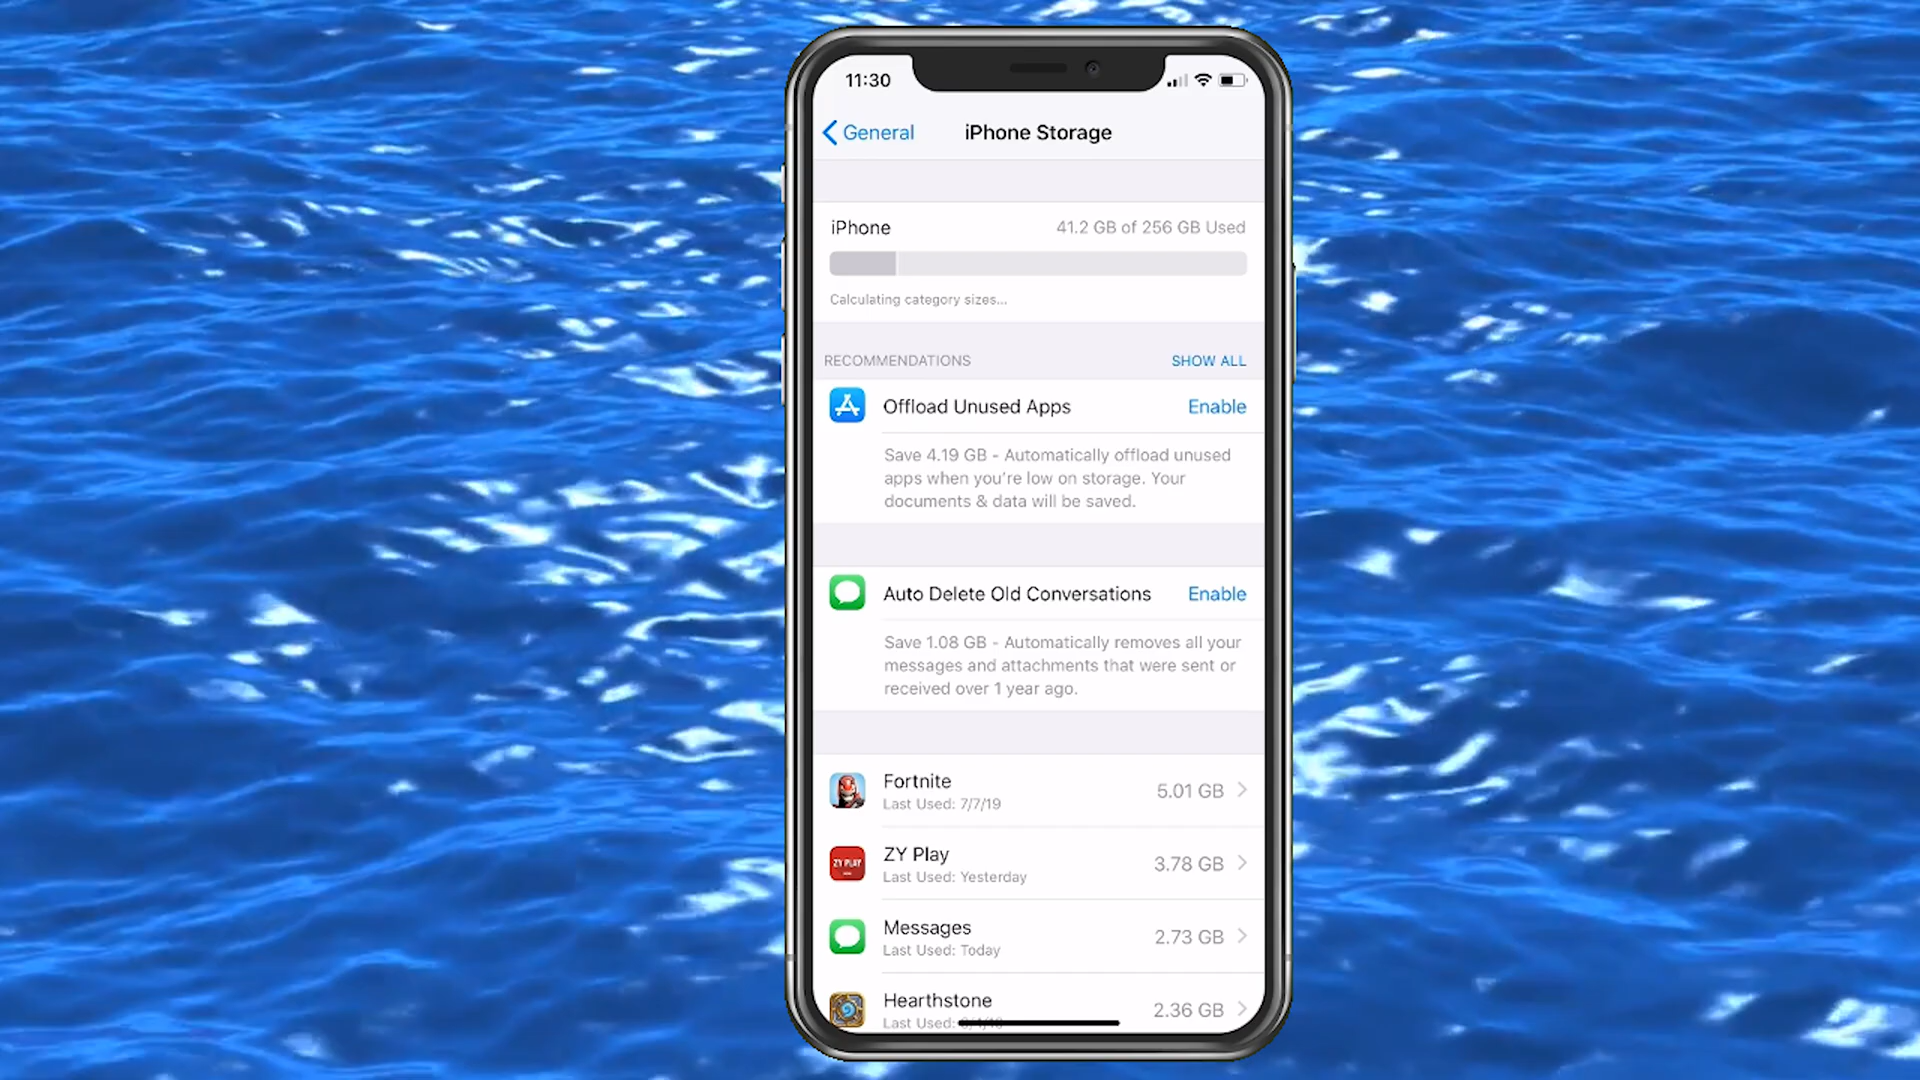 11:30
General
iPhone Storage
iPhone
41.2 GB of 256 GB Used
Calculating category sizes...
RECOMMENDATIONS
SHOW ALL
Offload Unused Apps
Enable
Save 4.19 GB - Automatically offload unused
apps when you're low on storage. Your
documents & data will be saved.
Auto Delete Old Conversations
Enable
Save 1.08 GB - Automatically removes all your
messages and attachments that were sent or
received over 1 year ago.
Fortnite
5.01 GB
Last Used: 7/7/19
ZY PLAY
ZY Play
3.78 GB
Last Used: Yesterday
Messages
2.73 GB
Last Used: Today
Hearthstone
2.36 GB
Last Used: